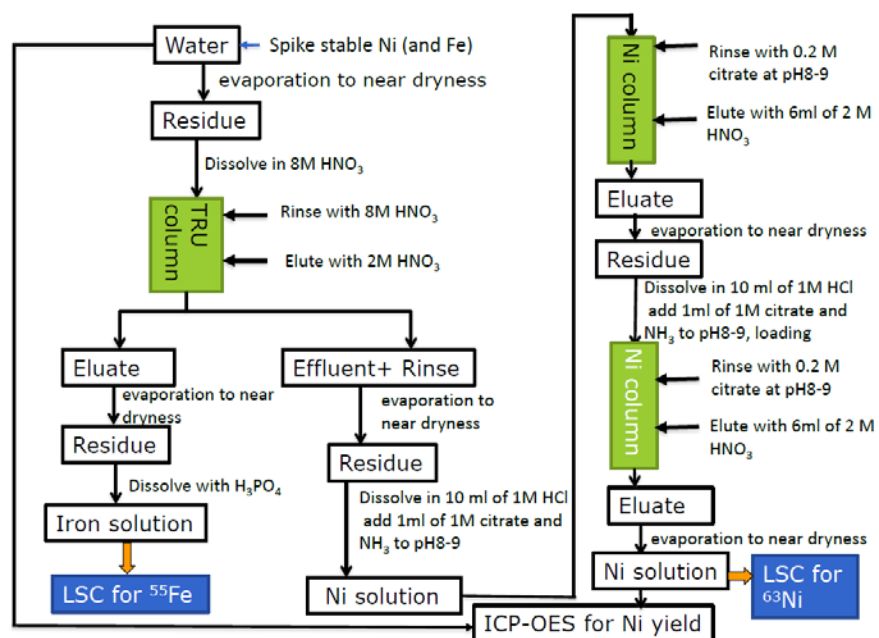 Water
Spike stable Ni (and Fe)
evaporation to near dryness
Residue
Dissolve in 8M HNO₃
TRU
column
Rinse with 8M HNO₃
Elute with 2M HNO₃
Eluate
evaporation to near
dryness
Residue
Dissolve with H₃PO₄
Iron solution
LSC for ⁵⁵Fe
Effluent+ Rinse
evaporation to
near dryness
Residue
Dissolve in 10 ml of 1M HCl
add 1ml of 1M citrate and
NH₃ to pH8-9
Ni solution
Ni column
Rinse with 0.2 M
citrate at pH8-9
Elute with 6ml of 2 M
HNO₃
Eluate
evaporation to near dryness
Residue
Dissolve in 10 ml of 1M HCl
add 1ml of 1M citrate and
NH₃ to pH8-9, loading
Ni column
Rinse with 0.2 M
citrate at pH8-9
Elute with 6ml of 2 M
HNO₃
Eluate
evaporation to near dryness
Ni solution
LSC for
⁶³Ni
ICP-OES for Ni yield